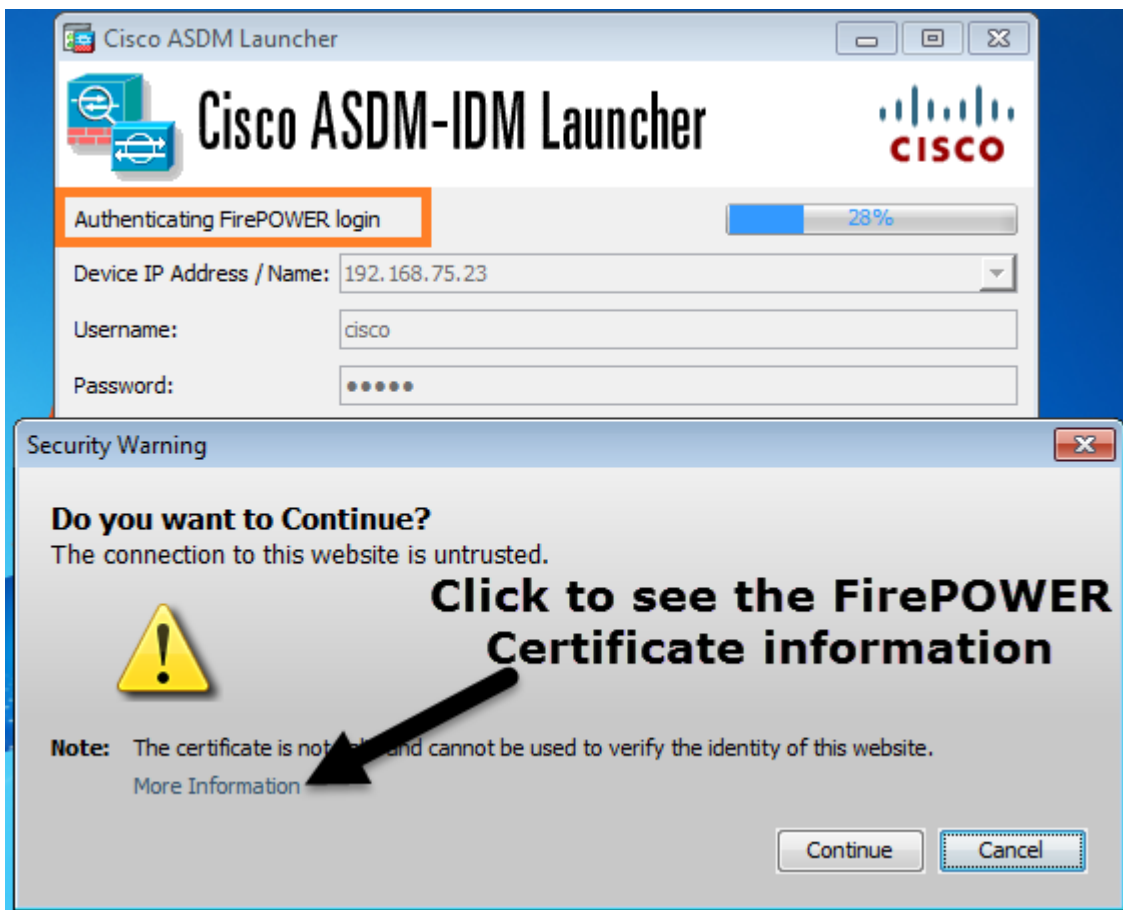 Cisco ASDM Launcher
Cisco ASDM-IDM Launcher
CISCO
Authenticating FirePOWER login
28%
Device IP Address / Name: 192.168.75.23
Username: cisco
Password: •••••
Security Warning
Do you want to Continue?
The connection to this website is untrusted.
Click to see the FirePOWER
Certificate information
Note: The certificate is not and cannot be used to verify the identity of this website.
More Information
Continue Cancel